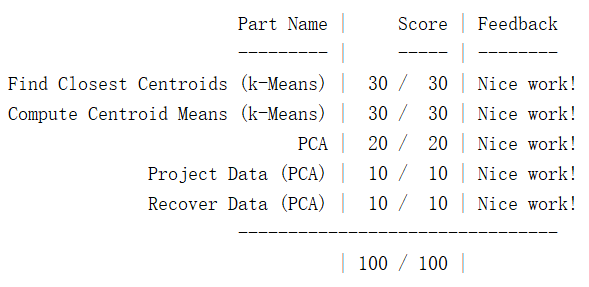 Part Name | Score | Feedback
--------- | ----- | --------
Find Closest Centroids (k-Means) | 30 / 30 | Nice work!
Compute Centroid Means (k-Means) | 30 / 30 | Nice work!
PCA | 20 / 20 | Nice work!
Project Data (PCA) | 10 / 10 | Nice work!
Recover Data (PCA) | 10 / 10 | Nice work!
--------------------------------
| 100 / 100 |